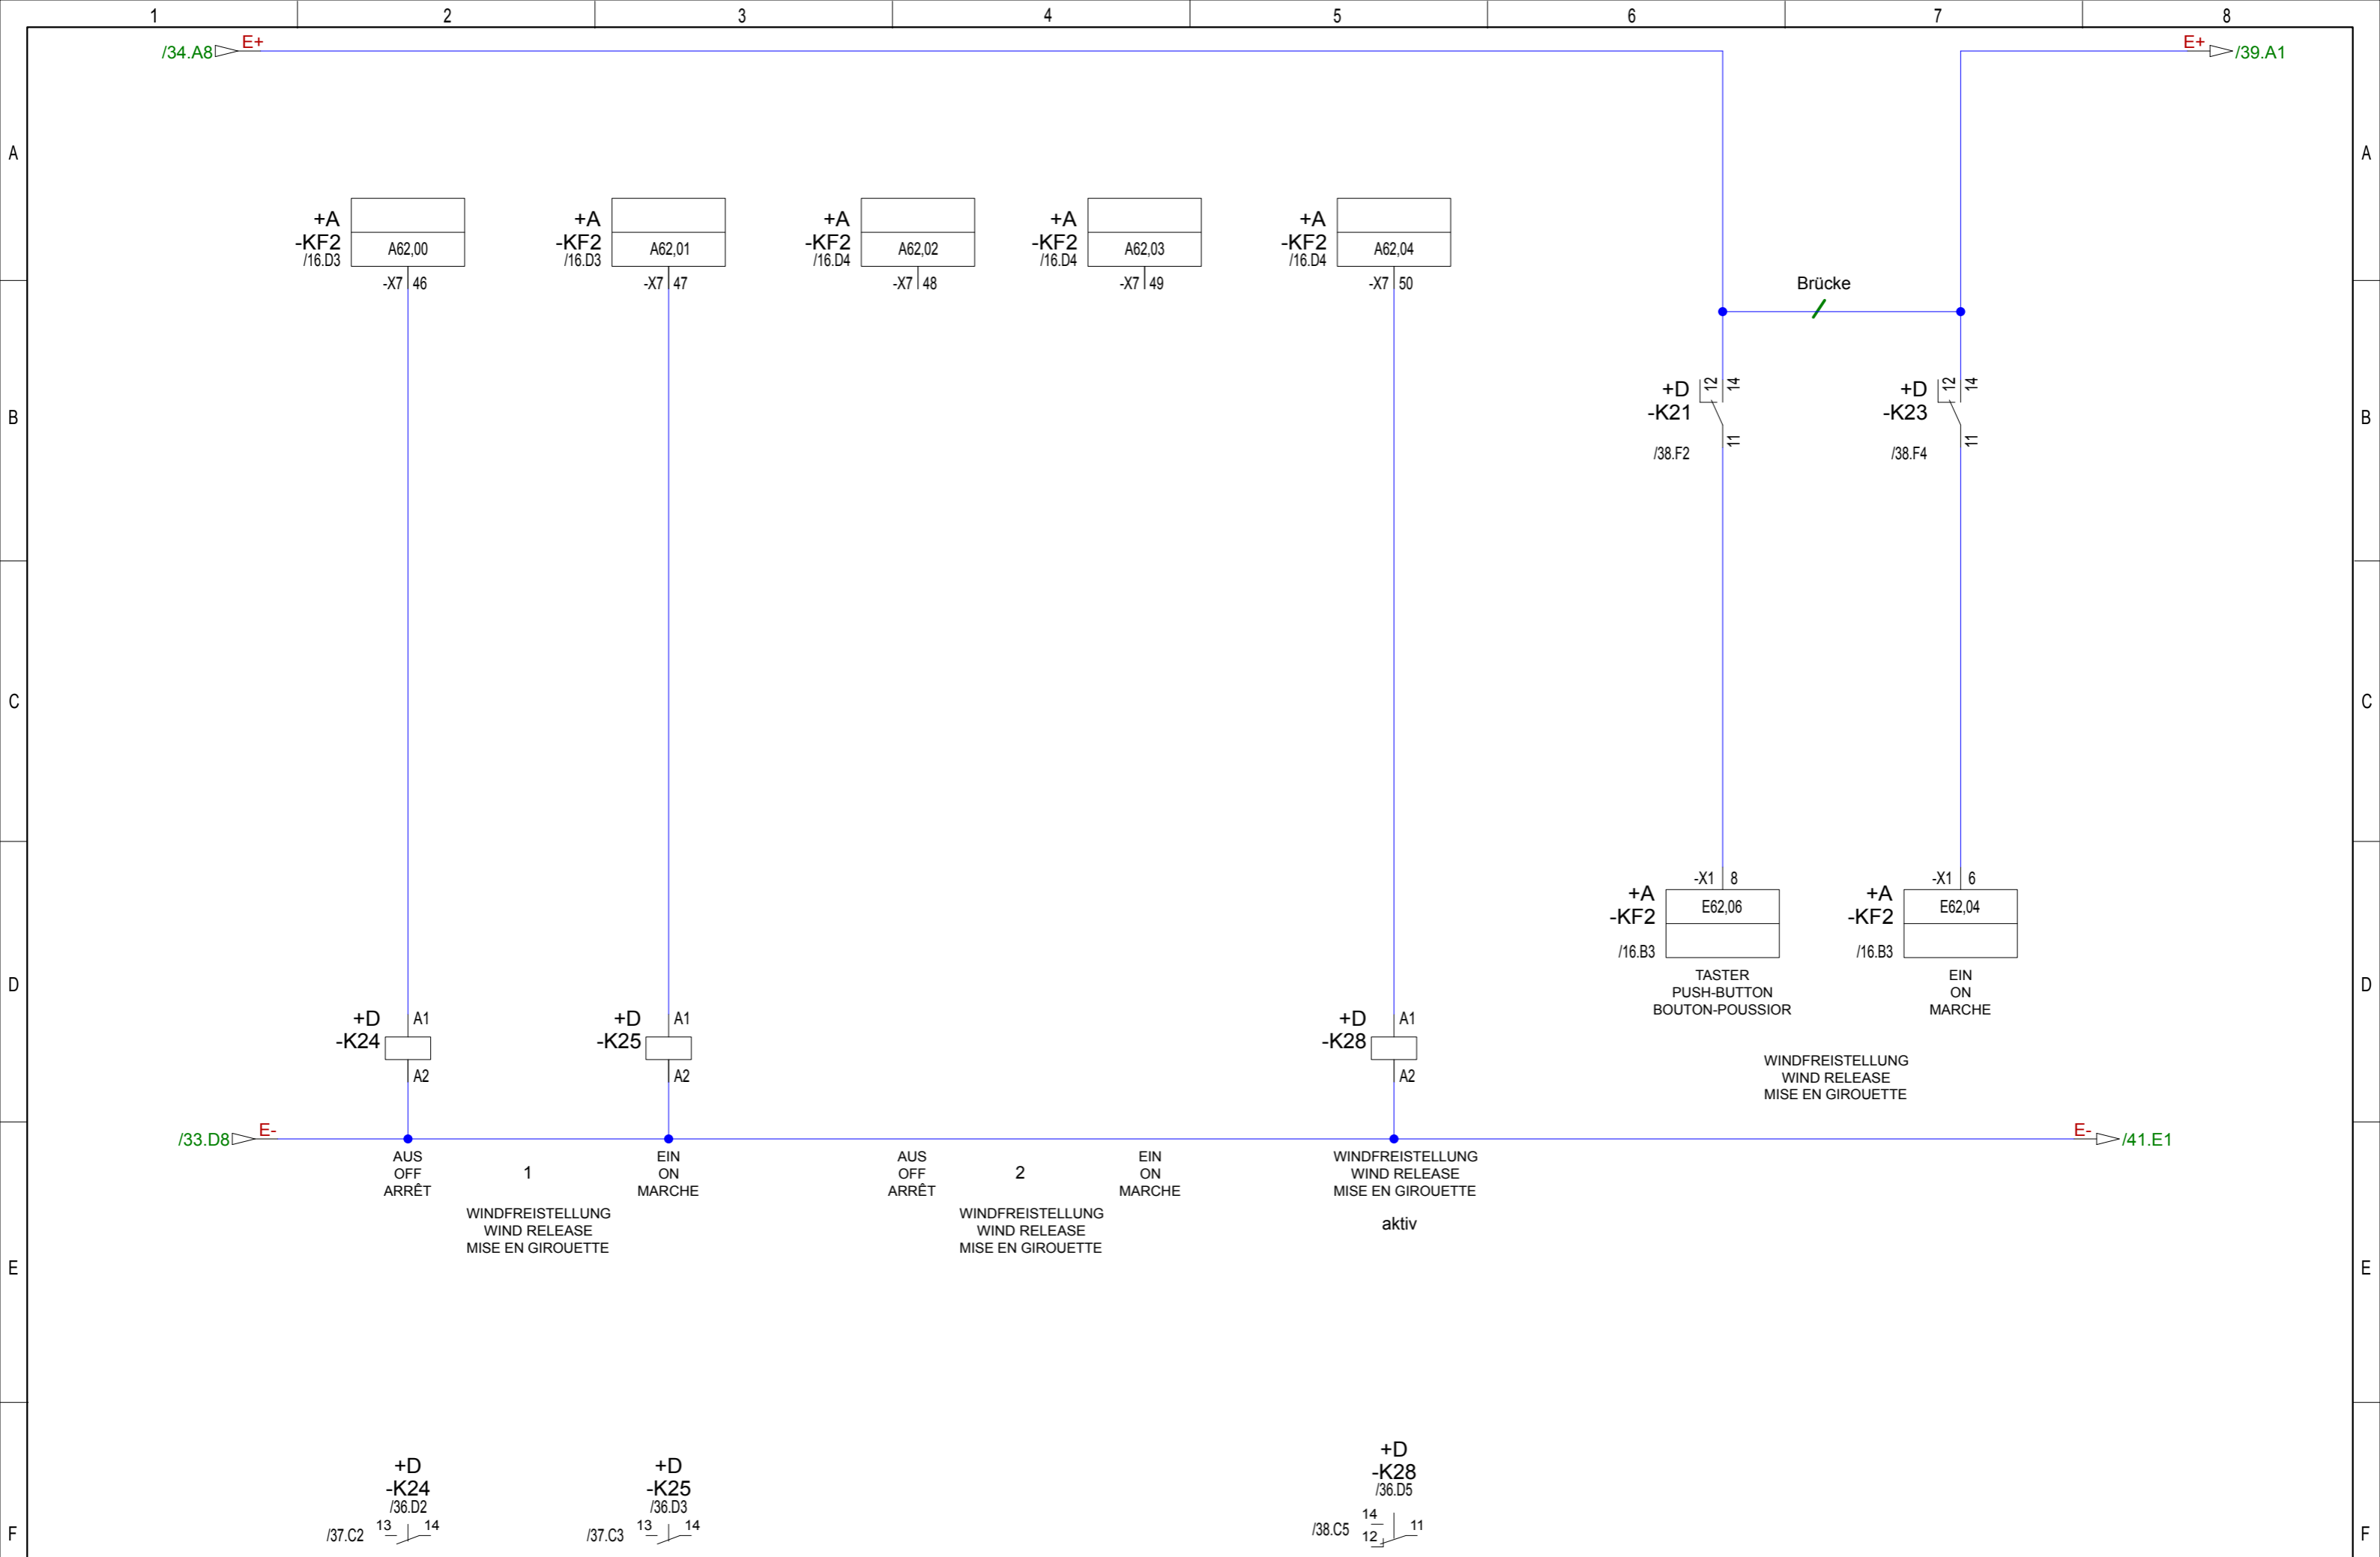 1 2 3 4 5 6 7 8
/34.A8 E+ E+ /39.A1
A A
+A +A +A +A +A
-KF2 A62,00 -KF2 A62,01 -KF2 A62,02 -KF2 A62,03 -KF2 A62,04
/16.D3 /16.D3 /16.D4 /16.D4 /16.D4
-X7 46 -X7 47 -X7 48 -X7 49 -X7 50
Brücke
+D 12 14 +D 12 14
-K21 -K23
B B
11 11
/38.F2 /38.F4
C C
-X1 8 -X1 6
+A +A
-KF2 E62,06 -KF2 E62,04
/16.B3 /16.B3
TASTER EIN
D PUSH-BUTTON ON D
BOUTON-POUSSIOR MARCHE
+D A1 +D A1 +D A1
-K24 -K25 -K28
A2 A2 A2
WINDFREISTELLUNG
WIND RELEASE
MISE EN GIROUETTE
/33.D8 E- E- /41.E1
AUS EIN AUS EIN WINDFREISTELLUNG
OFF 1 ON OFF 2 ON WIND RELEASE
ARRÊT MARCHE ARRÊT MARCHE MISE EN GIROUETTE
WINDFREISTELLUNG WINDFREISTELLUNG aktiv
WIND RELEASE WIND RELEASE
MISE EN GIROUETTE MISE EN GIROUETTE
E E
+D +D +D
-K24 -K25 -K28
/36.D2 /36.D3 /36.D5
F /37.C2 13 14 /37.C3 13 14 /38.C5 14 11 F
12